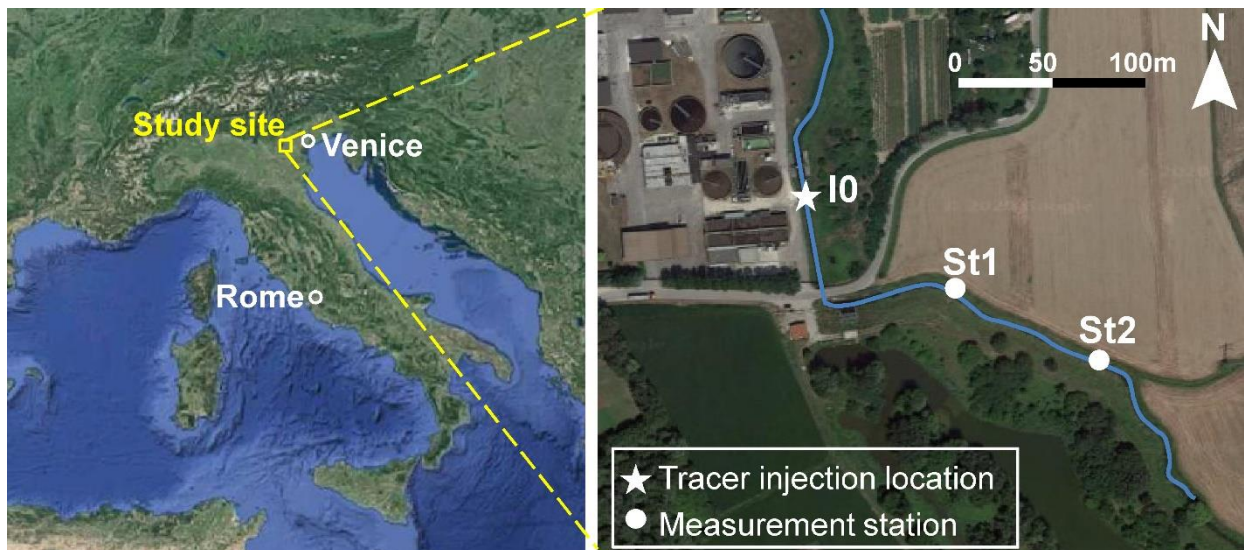 Study site
Venice
Rome
0 50 100m
N
I0
St1
St2
Tracer injection location
Measurement station